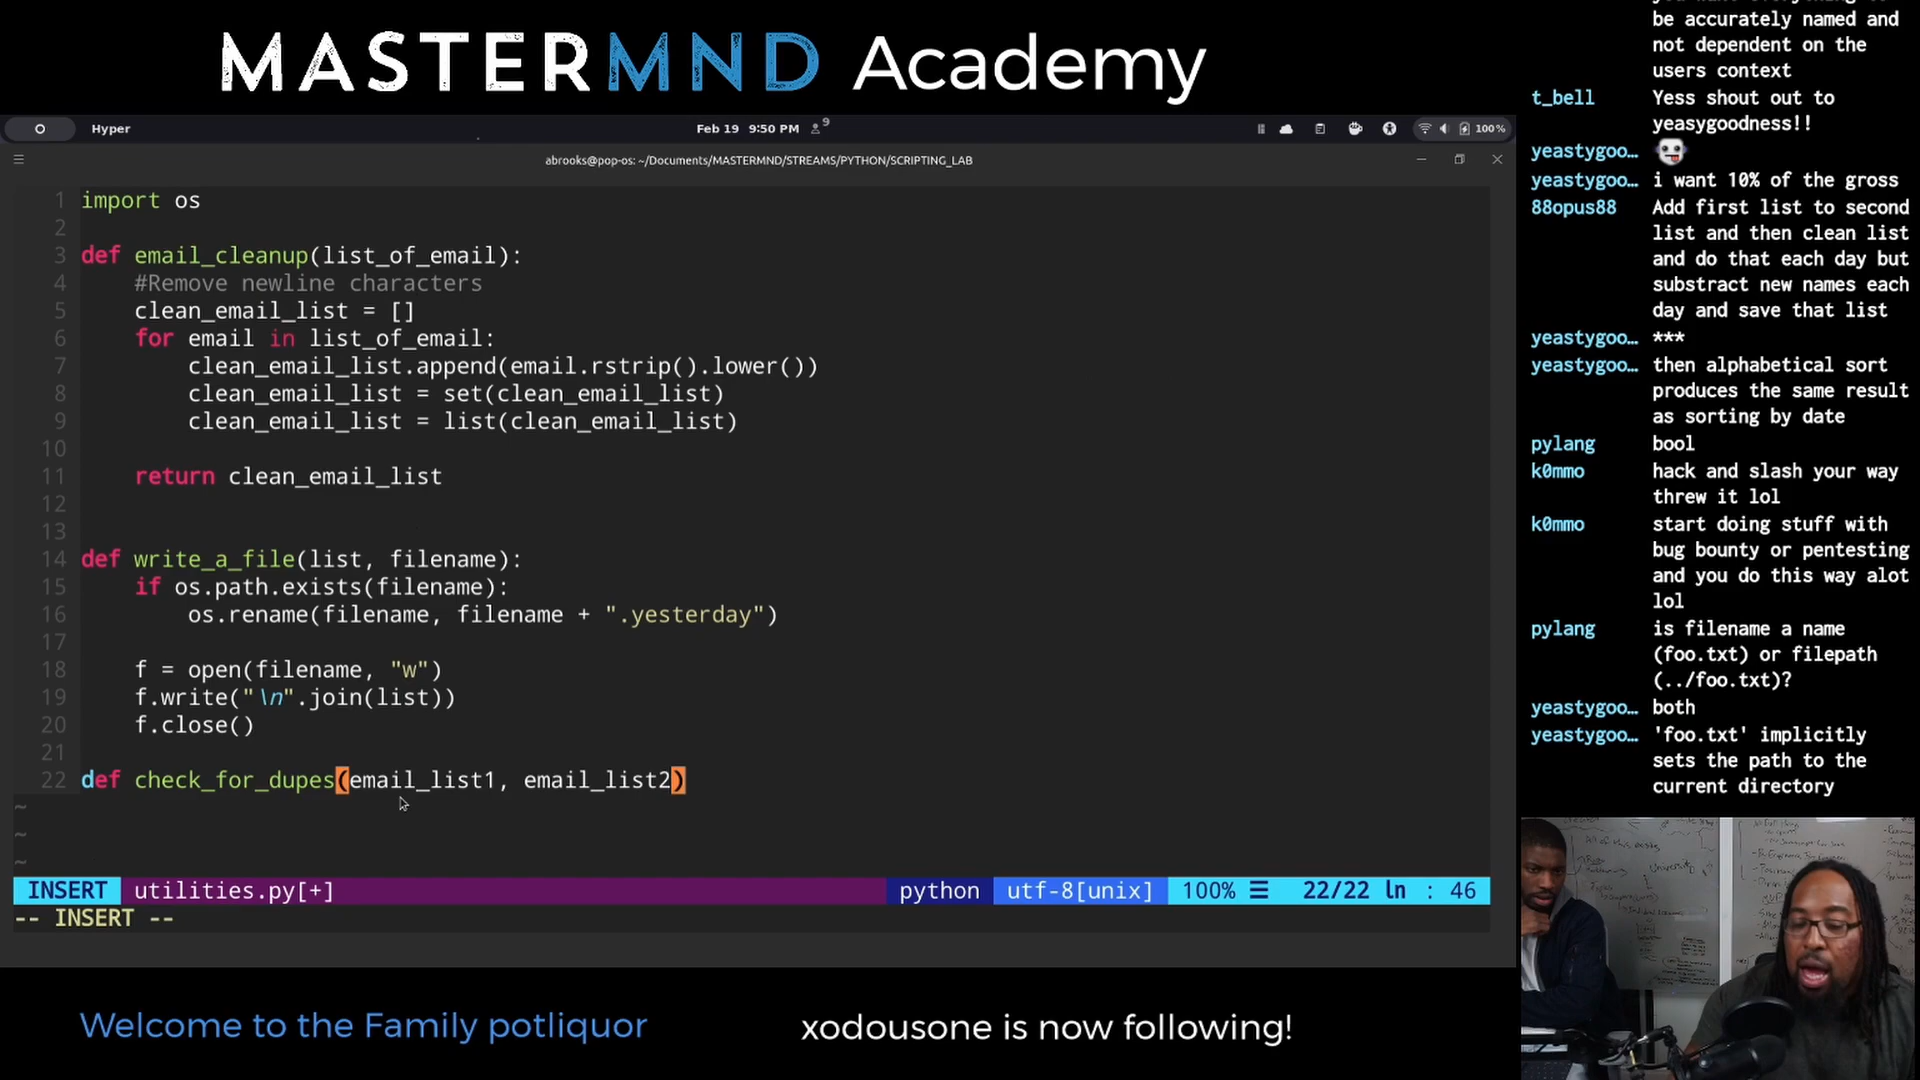 MASTERMND Academy
Hyper
Feb 19 9:50 PM
9
100%
abrooks@pop-os: ~/Documents/MASTERMND/STREAMS/PYTHON/SCRIPTING_LAB
1 import os
2
3 def email_cleanup(list_of_email):
4 #Remove newline characters
5 clean_email_list = []
6 for email in list_of_email:
7 clean_email_list.append(email.rstrip().lower())
8 clean_email_list = set(clean_email_list)
9 clean_email_list = list(clean_email_list)
10
11 return clean_email_list
12
13
14 def write_a_file(list, filename):
15 if os.path.exists(filename):
16 os.rename(filename, filename + ".yesterday")
17
18 f = open(filename, "w")
19 f.write("\n".join(list))
20 f.close()
21
22 def check_for_dupes(email_list1, email_list2)
~
~
~
INSERT utilities.py[+] python utf-8[unix] 100% ☰ 22/22 ln : 46
-- INSERT --
Welcome to the Family potliquor
xodousone is now following!
be accurately named and
not dependent on the
users context
t_bell Yess shout out to
yeasygoodness!!
yeastygoo…
yeastygoo… i want 10% of the gross
88opus88 Add first list to second
list and then clean list
and do that each day but
substract new names each
day and save that list
yeastygoo… ***
yeastygoo… then alphabetical sort
produces the same result
as sorting by date
pylang bool
k0mmo hack and slash your way
threw it lol
k0mmo start doing stuff with
bug bounty or pentesting
and you do this way alot
lol
pylang is filename a name
(foo.txt) or filepath
(../foo.txt)?
yeastygoo… both
yeastygoo… 'foo.txt' implicitly
sets the path to the
current directory